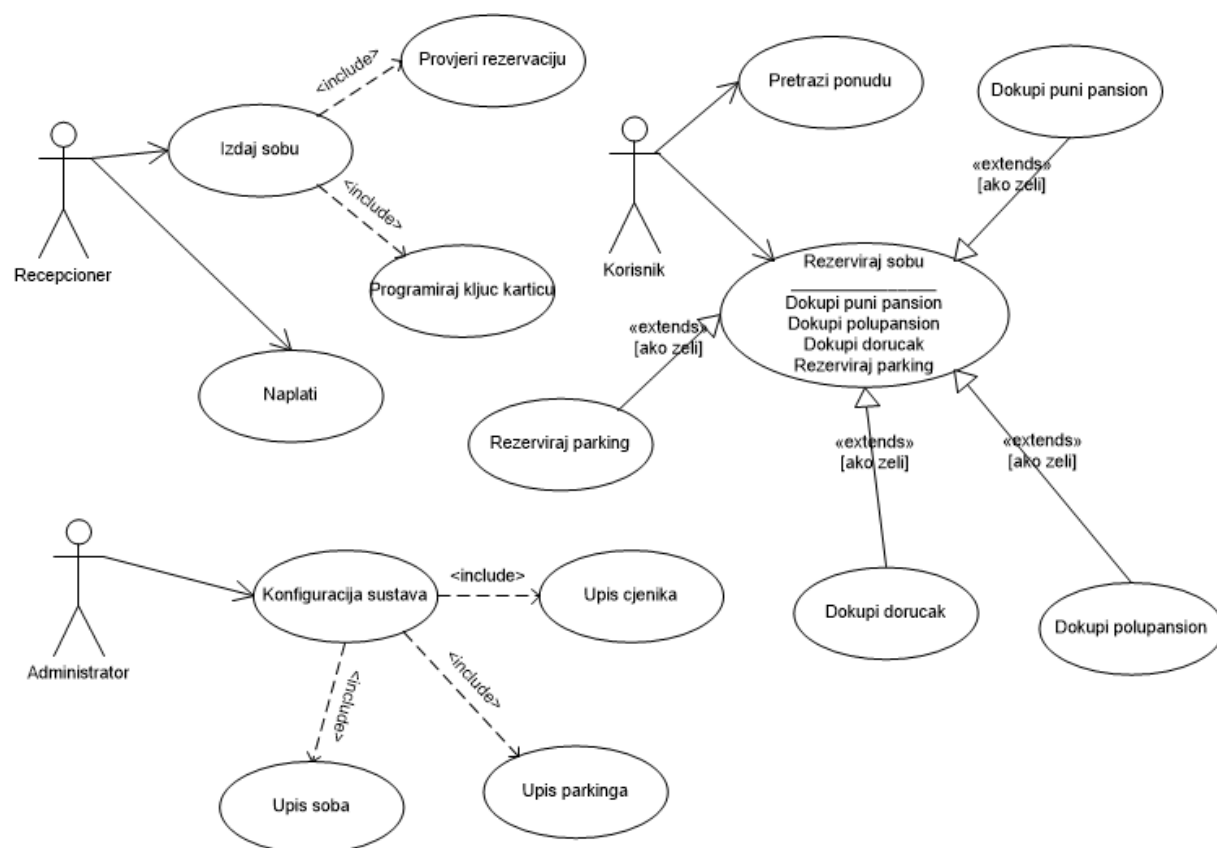 Provjeri rezervaciju
<include>
Izdaj sobu
<include>
Recepcioner
Programiraj kljuc karticu
Naplati
Pretrazi ponudu
Dokupi puni pansion
«extends»
[ako zeli]
Korisnik
Rezerviraj sobu
Dokupi puni pansion
Dokupi polupansion
Dokupi dorucak
Rezerviraj parking
«extends»
[ako zeli]
Rezerviraj parking
«extends»
[ako zeli]
«extends»
[ako zeli]
Dokupi dorucak
Dokupi polupansion
Administrator
Konfiguracija sustava
<include>
Upis cjenika
<include>
<include>
Upis soba
Upis parkinga